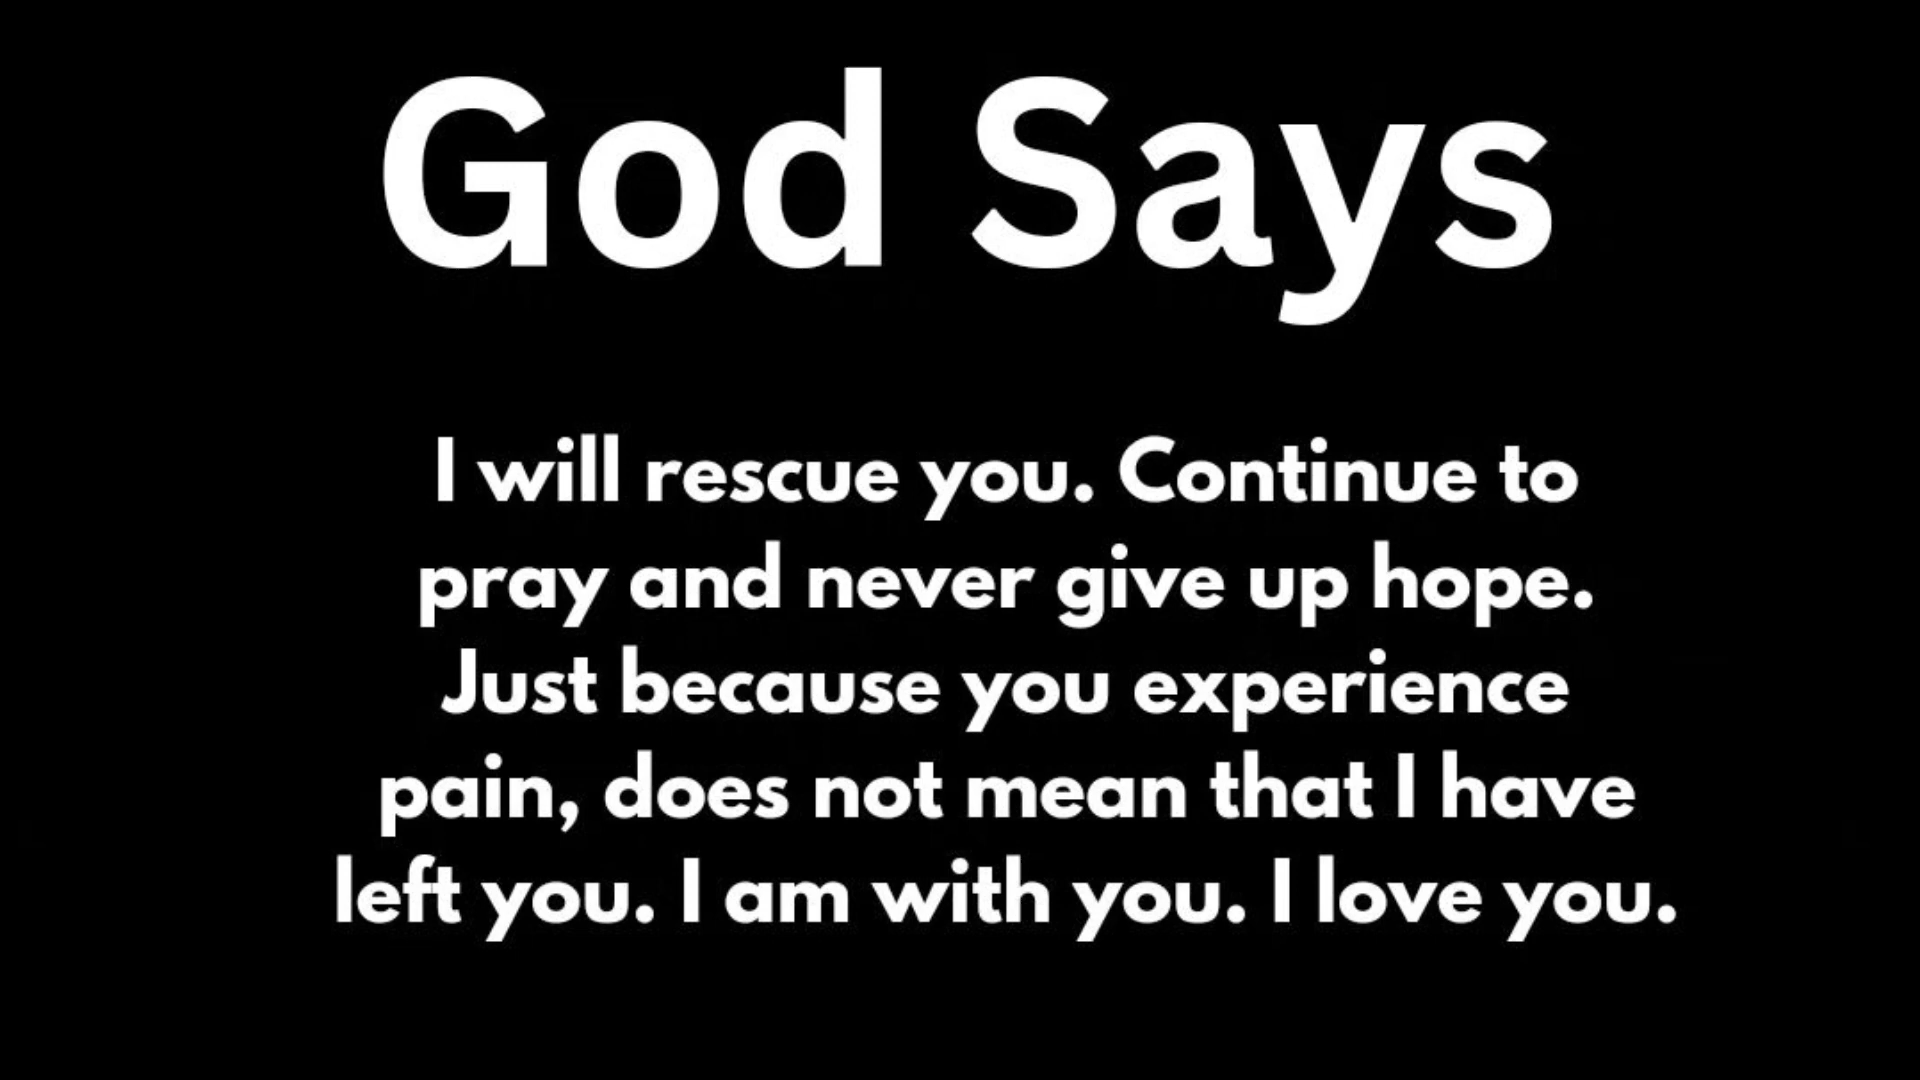 God Says
I will rescue you. Continue to
pray and never give up hope.
Just because you experience
pain, does not mean that I have
left you. I am with you. I love you.